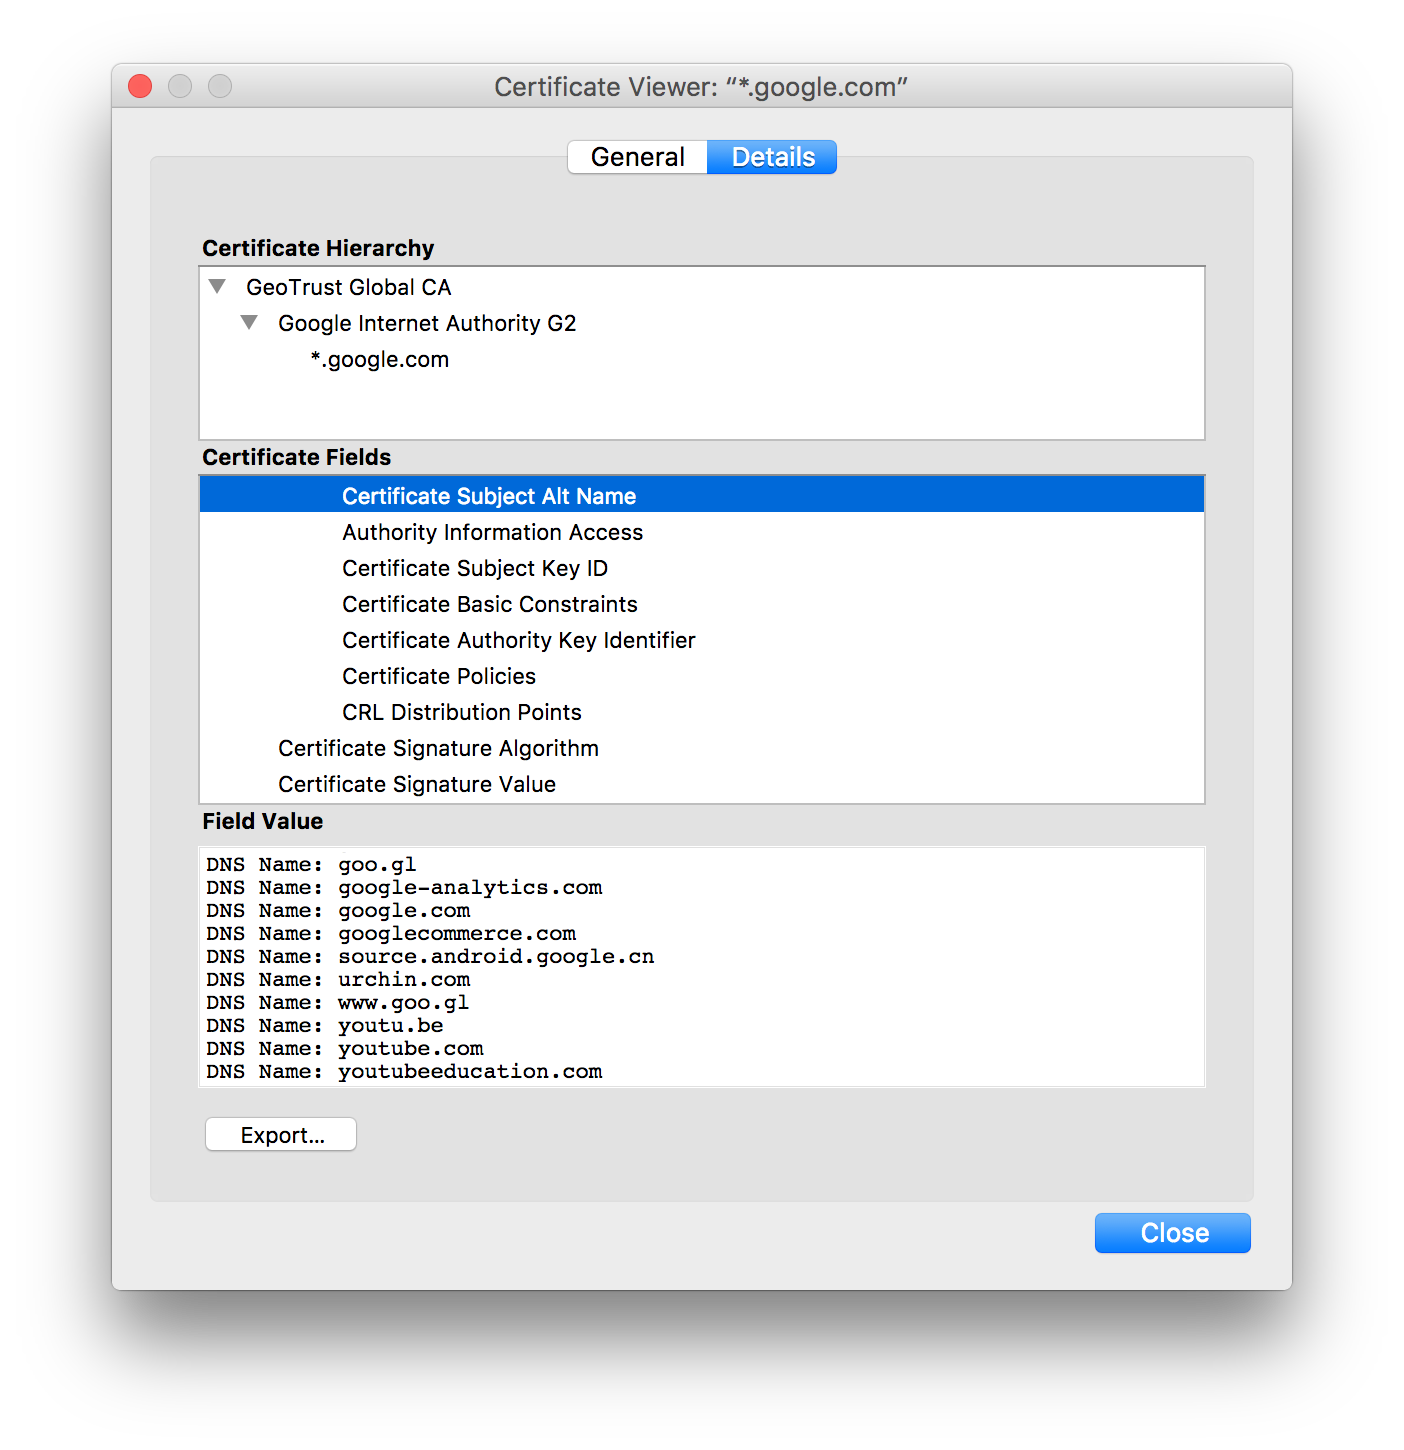 Certificate Viewer: “*.google.com”
General Details
Certificate Hierarchy
GeoTrust Global CA
Google Internet Authority G2
*.google.com
Certificate Fields
Certificate Subject Alt Name
Authority Information Access
Certificate Subject Key ID
Certificate Basic Constraints
Certificate Authority Key Identifier
Certificate Policies
CRL Distribution Points
Certificate Signature Algorithm
Certificate Signature Value
Field Value
DNS Name: goo.gl
DNS Name: google-analytics.com
DNS Name: google.com
DNS Name: googlecommerce.com
DNS Name: source.android.google.cn
DNS Name: urchin.com
DNS Name: www.goo.gl
DNS Name: youtu.be
DNS Name: youtube.com
DNS Name: youtubeeducation.com
Export...
Close